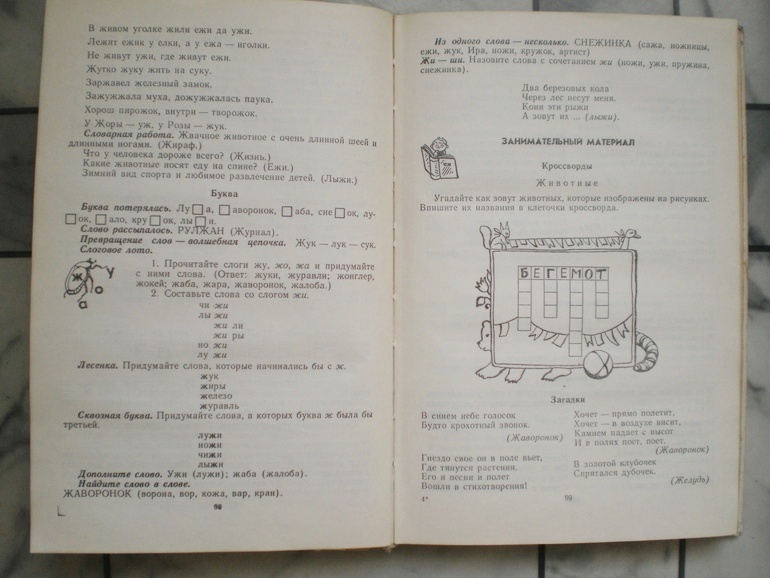 В живом уголке жили ежи да ужи.
Лежит ежик у елки, а у ежа — иголки.
Не живут ужи, где живут ежи.
Жутко жуку жить на суку.
Заржавел железный замок.
Зажужжала муха, дожужжалась паука.
Хорош пирожок, внутри — творожок.
У Жоры — уж, у Розы — жук.
Словарная работа. Жвачное животное с очень длинной шеей и
длинными ногами. (Жираф.)
Что у человека дороже всего? (Жизнь.)
Какие животные носят еду на спине? (Ежи.)
Зимний вид спорта и любимое развлечение детей. (Лыжи.)
Буква
Буква потерялась. Лу□а, □аворонок, □аба, сне□ок, лу-
□ок, □ало, кру□ок, лы□и.
Слово рассыпалось. РУЛЖАН (Журнал).
Превращение слов — волшебная цепочка. Жук — лук — сук.
Слоговое лото.
ж у о а
1. Прочитайте слоги жу, жо, жа и придумайте
с ними слова. (Ответ: жуки, журавли; жонглер,
жокей; жаба, жара, жаворонок, жалоба.)
2. Составьте слова со слогом жи.
чи жи
лы жи
жи ли
жи ры
но жи
лу жи
Лесенка. Придумайте слова, которые начинались бы с ж.
жук
жиры
железо
журавль
Сквозная буква. Придумайте слова, в которых буква ж была бы
третьей.
лужи
ножи
чижи
лыжи
Дополните слово. Ужи (лужи); жаба (жалоба).
Найдите слово в слове.
ЖАВОРОНОК (ворона, вор, кожа, вар, кран).
98
Из одного слова — несколько. СНЕЖИНКА (сажа, ножницы,
ежи, жук, Ира, ножи, кружок, артист)
Жи — ши. Назовите слова с сочетанием жи (ножи, ужи, пружина,
снежинка).
Два березовых коня
Через лес несут меня.
Кони эти рыжи
А зовут их ... (лыжи).
ЗАНИМАТЕЛЬНЫЙ МАТЕРИАЛ
Кроссворды
Животные
Угадайте как зовут животных, которые изображены на рисунках.
Впишите их названия в клеточки кроссворда.
БЕГЕМОТ
Загадки
В синем небе голосок
Будто крохотный звонок.
(Жаворонок)
Гнездо свое он в поле вьет,
Где тянутся растения.
Его и песни и полет
Вошли в стихотворения!
Хочет — прямо полетит,
Хочет — в воздухе висит,
Камнем падает с высот
И в полях поет, поет.
(Жаворонок)
В золотой клубочек
Спрятался дубочек.
(Желудь)
4*
99